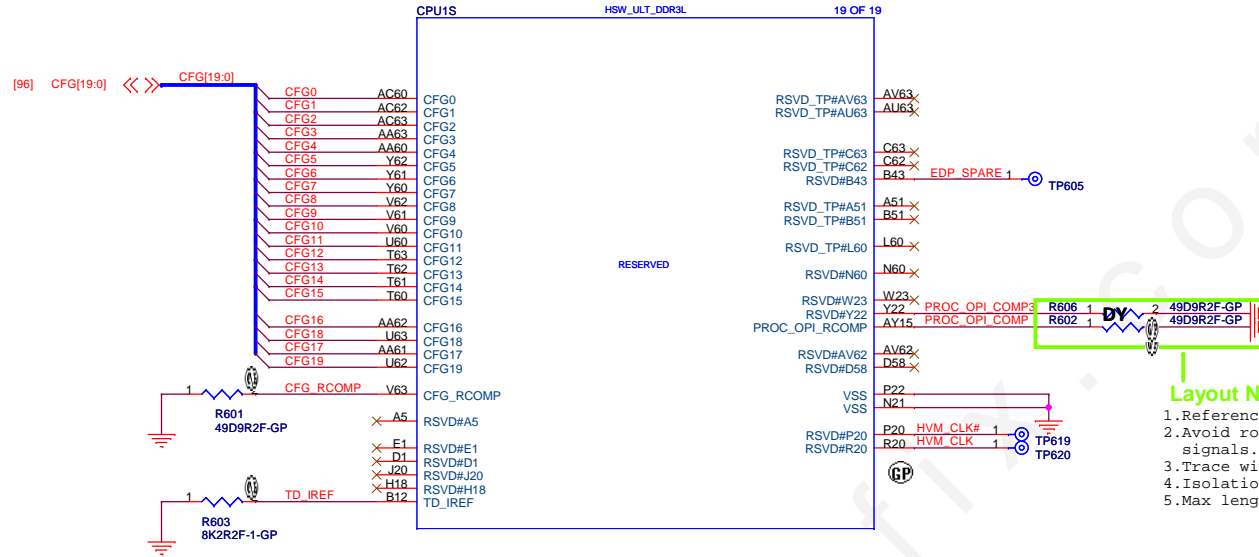 CPU1S HSW_ULT_DDR3L 19 OF 19
[96] CFG[19:0] CFG[19:0]
CFG0 AC60 CFG0
CFG1 AC62 CFG1
CFG2 AC63 CFG2
CFG3 AA63 CFG3
CFG4 AA60 CFG4
CFG5 Y62 CFG5
CFG6 Y61 CFG6
CFG7 Y60 CFG7
CFG8 V62 CFG8
CFG9 V61 CFG9
CFG10 V60 CFG10
CFG11 U60 CFG11
CFG12 T63 CFG12
CFG13 T62 CFG13
CFG14 T61 CFG14
CFG15 T60 CFG15
CFG16 AA62 CFG16
CFG18 U63 CFG18
CFG17 AA61 CFG17
CFG19 U62 CFG19
1 2 CFG_RCOMP V63 CFG_RCOMP
R601
49D9R2F-GP
A5 RSVD#A5
E1 RSVD#E1
D1 RSVD#D1
J20 RSVD#J20
H18 RSVD#H18
1 2 TD_IREF B12 TD_IREF
R603
8K2R2F-1-GP
RESERVED
RSVD_TP#AV63 AV63
RSVD_TP#AU63 AU63
RSVD_TP#C63 C63
RSVD_TP#C62 C62
RSVD#B43 B43 EDP_SPARE 1
TP605
RSVD_TP#A51 A51
RSVD_TP#B51 B51
RSVD_TP#L60 L60
RSVD#N60 N60
RSVD#W23 W23
RSVD#Y22 Y22 PROC_OPI_COMP3 R606 1 DY 2 49D9R2F-GP
PROC_OPI_RCOMP AY15 PROC_OPI_COMP R602 1 49D9R2F-GP
RSVD#AV62 AV62
RSVD#D58 D58
VSS P22
VSS N21
RSVD#P20 P20 HVM_CLK# 1 TP619
RSVD#R20 R20 HVM_CLK 1 TP620
GP
Layout N
1.Referenc
2.Avoid ro
signals.
3.Trace wi
4.Isolation
5.Max leng